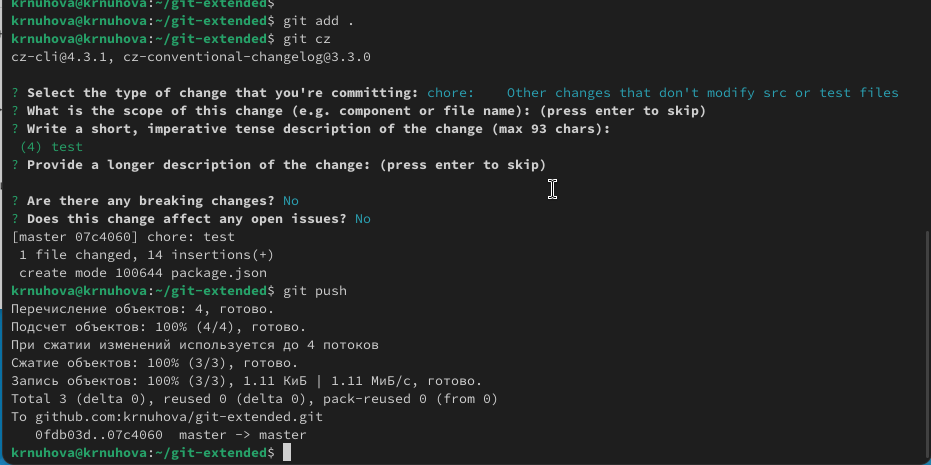 krnuhova@krnuhova:~/git-extended$
krnuhova@krnuhova:~/git-extended$ git add .
krnuhova@krnuhova:~/git-extended$ git cz
cz-cli@4.3.1, cz-conventional-changelog@3.3.0
? Select the type of change that you're committing: chore:    Other changes that don't modify src or test files
? What is the scope of this change (e.g. component or file name): (press enter to skip)
? Write a short, imperative tense description of the change (max 93 chars):
(4) test
? Provide a longer description of the change: (press enter to skip)
? Are there any breaking changes? No
? Does this change affect any open issues? No
[master 07c4060] chore: test
1 file changed, 14 insertions(+)
create mode 100644 package.json
krnuhova@krnuhova:~/git-extended$ git push
Перечисление объектов: 4, готово.
Подсчет объектов: 100% (4/4), готово.
При сжатии изменений используется до 4 потоков
Сжатие объектов: 100% (3/3), готово.
Запись объектов: 100% (3/3), 1.11 КиБ | 1.11 МиБ/с, готово.
Total 3 (delta 0), reused 0 (delta 0), pack-reused 0 (from 0)
To github.com:krnuhova/git-extended.git
0fdb03d..07c4060  master -> master
krnuhova@krnuhova:~/git-extended$